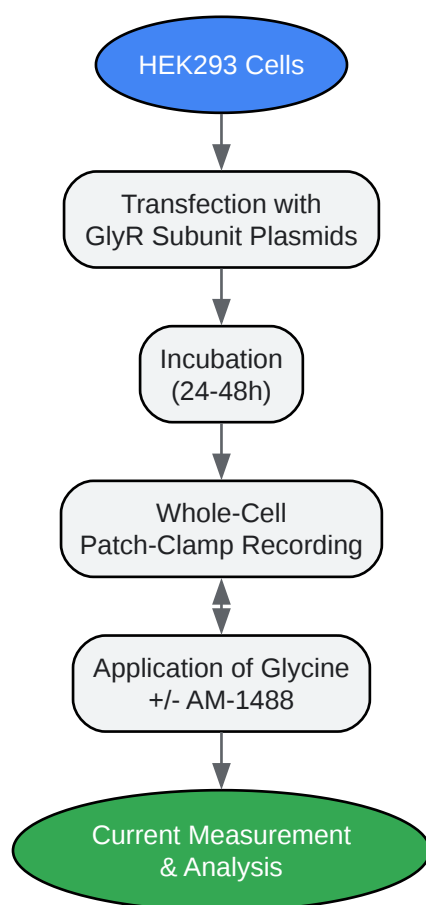 HEK293 Cells
Transfection with
GlyR Subunit Plasmids
Incubation
(24-48h)
Whole-Cell
Patch-Clamp Recording
Application of Glycine
+/- AM-1488
Current Measurement
& Analysis